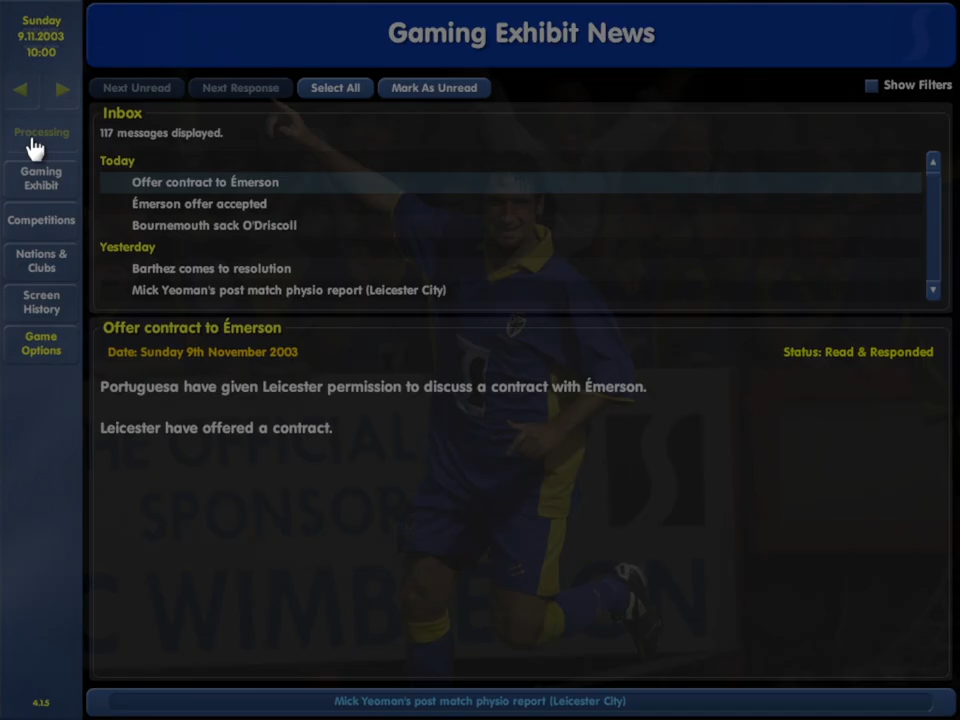 Sunday
9.11.2003
10:00
Processing
Gaming
Exhibit
Competitions
Nations &
Clubs
Screen
History
Game
Options
4.1.5
Gaming Exhibit News
Next Unread
Next Response
Select All
Mark As Unread
Show Filters
Inbox
117 messages displayed.
Today
Offer contract to Émerson
Émerson offer accepted
Bournemouth sack O'Driscoll
Yesterday
Barthez comes to resolution
Mick Yeoman's post match physio report (Leicester City)
Offer contract to Émerson
Date: Sunday 9th November 2003
Status: Read & Responded
Portuguesa have given Leicester permission to discuss a contract with Émerson.
Leicester have offered a contract.
HE OFFICIAL
SPONSOR
C WIMB ON
Mick Yeoman's post match physio report (Leicester City)